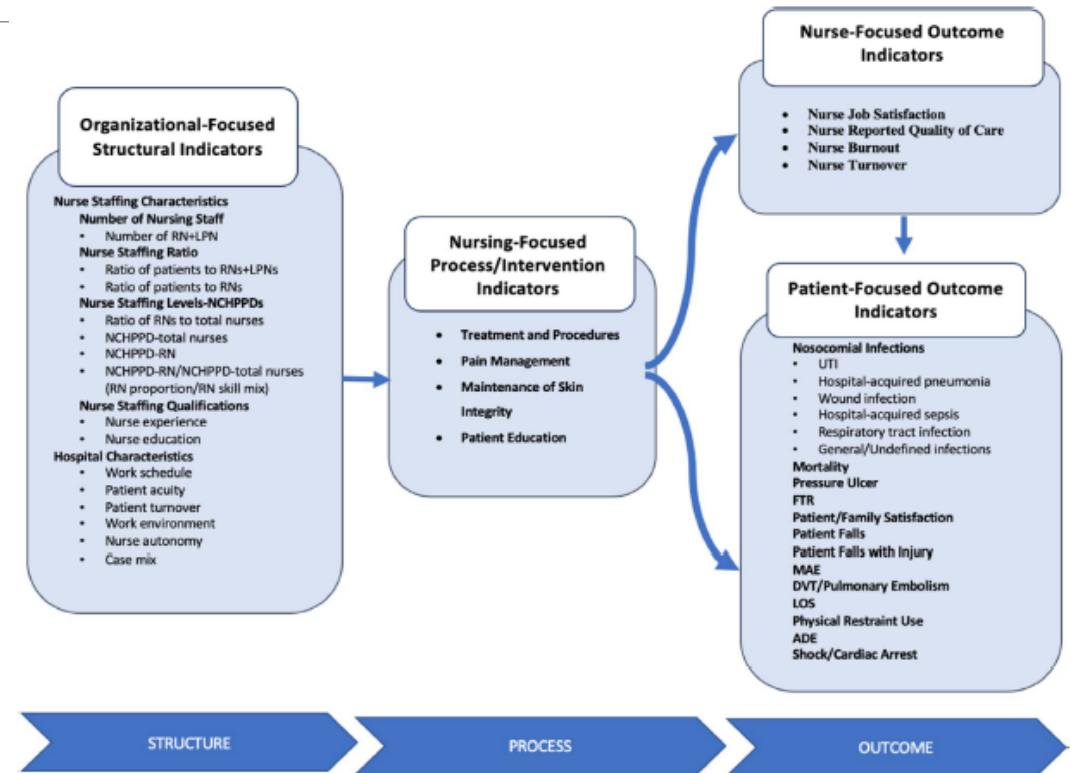 Organizational-Focused
Structural Indicators
Nurse Staffing Characteristics
Number of Nursing Staff
• Number of RN+LPN
Nurse Staffing Ratio
• Ratio of patients to RNs+LPNs
• Ratio of patients to RNs
Nurse Staffing Levels-NCHPPDs
• Ratio of RNs to total nurses
• NCHPPD-total nurses
• NCHPPD-RN
• NCHPPD-RN/NCHPPD-total nurses
(RN proportion/RN skill mix)
Nurse Staffing Qualifications
• Nurse experience
• Nurse education
Hospital Characteristics
• Work schedule
• Patient acuity
• Patient turnover
• Work environment
• Nurse autonomy
• Case mix
Nursing-Focused
Process/Intervention
Indicators
• Treatment and Procedures
• Pain Management
• Maintenance of Skin
Integrity
• Patient Education
Nurse-Focused Outcome
Indicators
• Nurse Job Satisfaction
• Nurse Reported Quality of Care
• Nurse Burnout
• Nurse Turnover
Patient-Focused Outcome
Indicators
Nosocomial Infections
• UTI
• Hospital-acquired pneumonia
• Wound infection
• Hospital-acquired sepsis
• Respiratory tract infection
• General/Undefined infections
Mortality
Pressure Ulcer
FTR
Patient/Family Satisfaction
Patient Falls
Patient Falls with Injury
MAE
DVT/Pulmonary Embolism
LOS
Physical Restraint Use
ADE
Shock/Cardiac Arrest
STRUCTURE
PROCESS
OUTCOME